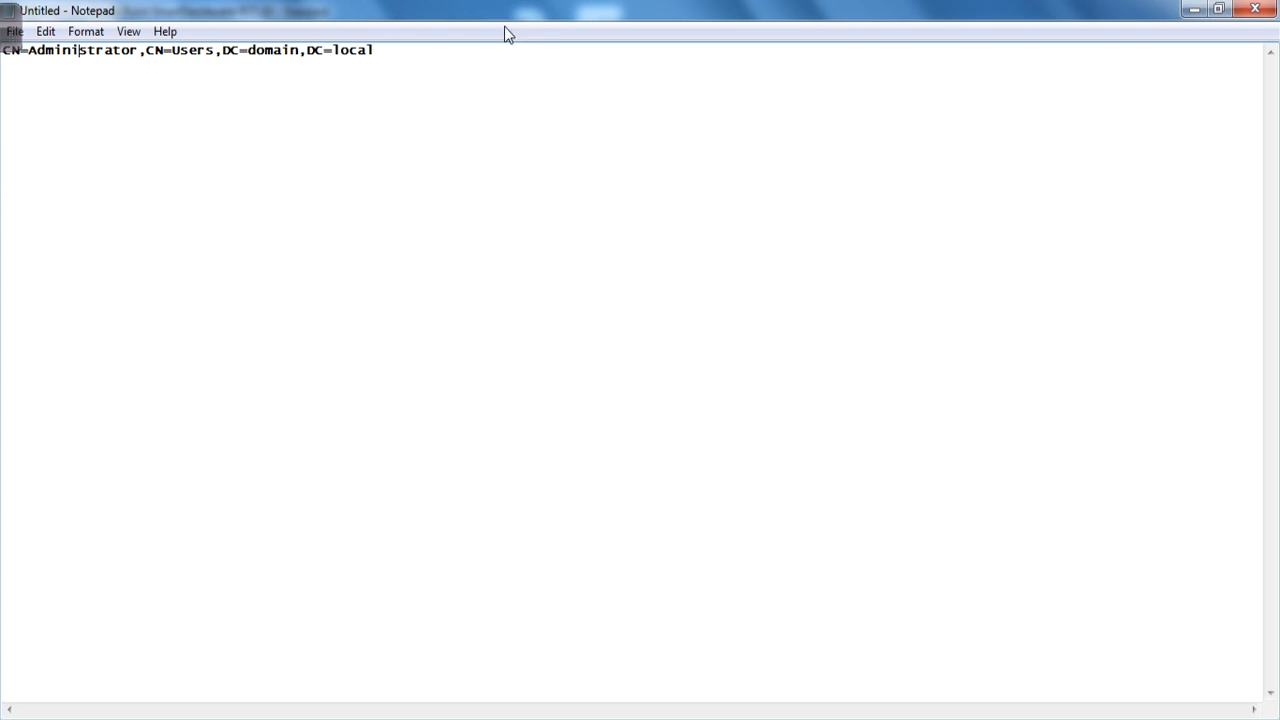 Untitled - Notepad
File Edit Format View Help
CN=Administrator,CN=Users,DC=domain,DC=local